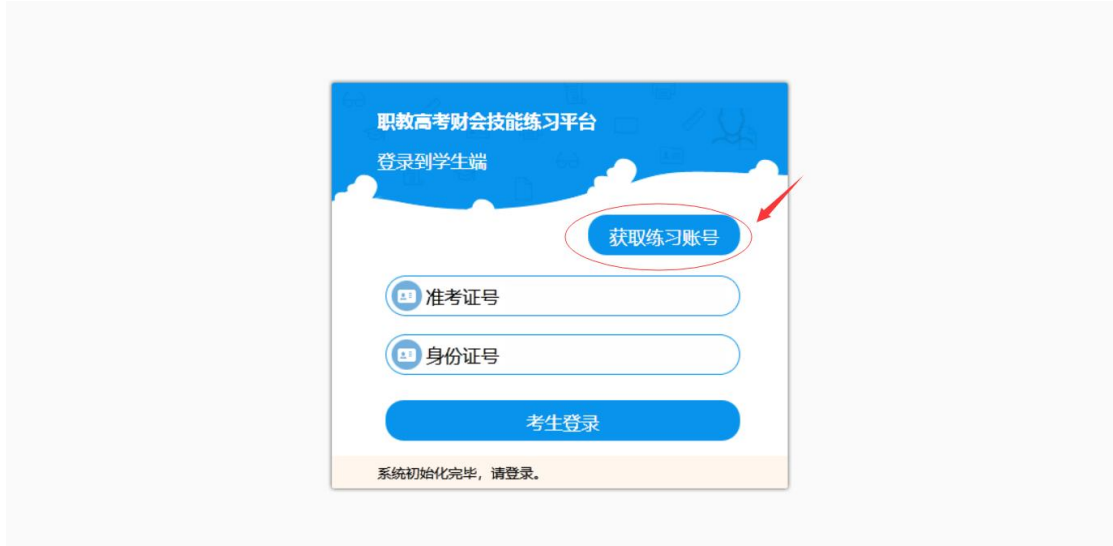 职教高考财会技能练习平台
登录到学生端
获取练习账号
准考证号
身份证号
考生登录
系统初始化完毕，请登录。